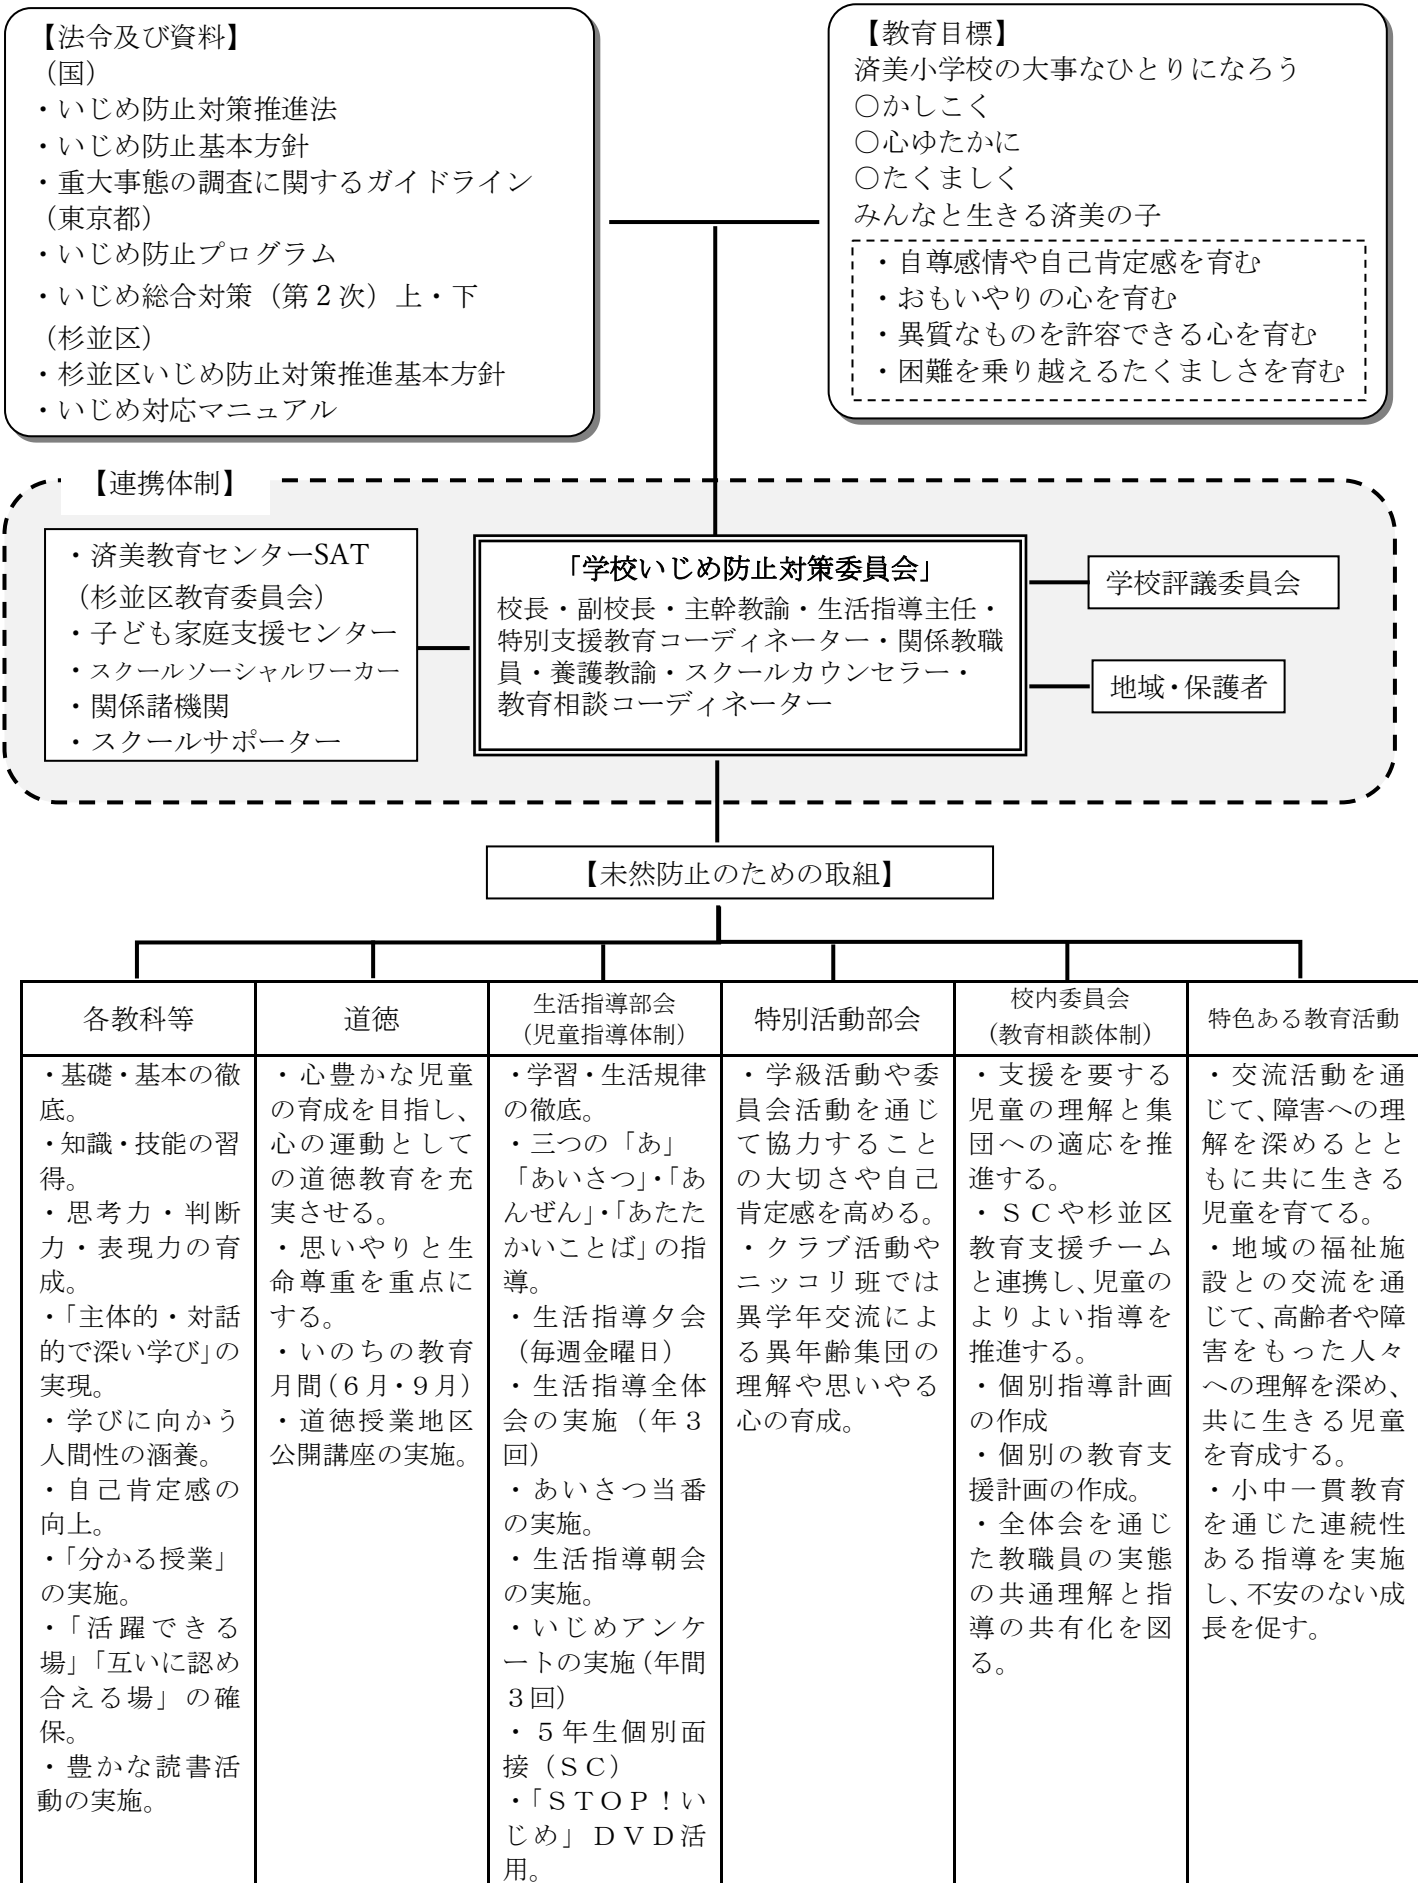 【法令及び資料】
（国）
・いじめ防止対策推進法
・いじめ防止基本方針
・重大事態の調査に関するガイドライン
（東京都）
・いじめ防止プログラム
・いじめ総合対策（第２次）上・下
（杉並区）
・杉並区いじめ防止対策推進基本方針
・いじめ対応マニュアル
【教育目標】
済美小学校の大事なひとりになろう
○かしこく
○心ゆたかに
○たくましく
みんなと生きる済美の子
・自尊感情や自己肯定感を育む
・おもいやりの心を育む
・異質なものを許容できる心を育む
・困難を乗り越えるたくましさを育む
【連携体制】
・済美教育センターSAT
（杉並区教育委員会）
・子ども家庭支援センター
・スクールソーシャルワーカー
・関係諸機関
・スクールサポーター
「学校いじめ防止対策委員会」
校長・副校長・主幹教諭・生活指導主任・
特別支援教育コーディネーター・関係教職
員・養護教諭・スクールカウンセラー・
教育相談コーディネーター
学校評議委員会
地域・保護者
【未然防止のための取組】
各教科等
・基礎・基本の徹
底。
・知識・技能の習
得。
・思考力・判断
力・表現力の育
成。
・「主体的・対話
的で深い学び」の
実現。
・学びに向かう
人間性の涵養。
・自己肯定感の
向上。
・「分かる授業」
の実施。
・「活躍できる
場」「互いに認め
合える場」の確
保。
・豊かな読書活
動の実施。
道徳
・心豊かな児童
の育成を目指し、
心の運動として
の道徳教育を充
実させる。
・思いやりと生
命尊重を重点に
する。
・いのちの教育
月間（６月・９月）
・道徳授業地区
公開講座の実施。
生活指導部会
（児童指導体制）
・学習・生活規律
の徹底。
・三つの「あ」
「あいさつ」・「あ
んぜん」・「あたた
かいことば」の指
導。
・生活指導夕会
（毎週金曜日）
・生活指導全体
会の実施（年３
回）
・あいさつ当番
の実施。
・生活指導朝会
の実施。
・いじめアンケ
ートの実施（年間
３回）
・５年生個別面
接（ＳＣ）
・「ＳＴＯＰ！い
じめ」ＤＶＤ活
用。
特別活動部会
・学級活動や委
員会活動を通じ
て協力すること
の大切さや自己
肯定感を高める。
・クラブ活動や
ニッコリ班では
異学年交流によ
る異年齢集団の
理解や思いやる
心の育成。
校内委員会
（教育相談体制）
・支援を要する
児童の理解と集
団への適応を推
進する。
・ＳＣや杉並区
教育支援チーム
と連携し、児童の
よりよい指導を
推進する。
・個別指導計画
の作成
・個別の教育支
援計画の作成。
・全体会を通じ
た教職員の実態
の共通理解と指
導の共有化を図
る。
特色ある教育活動
・交流活動を通
じて、障害への理
解を深めるとと
もに共に生きる
児童を育てる。
・地域の福祉施
設との交流を通
じて、高齢者や障
害をもった人々
への理解を深め、
共に生きる児童
を育成する。
・小中一貫教育
を通じた連続性
ある指導を実施
し、不安のない成
長を促す。